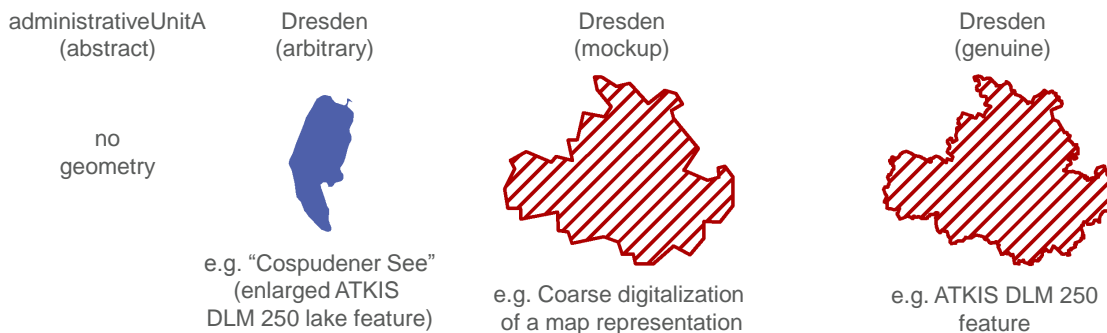 administrativeUnitA
(abstract)
no
geometry
Dresden
(arbitrary)
e.g. “Cospudener See”
(enlarged ATKIS
DLM 250 lake feature)
Dresden
(mockup)
e.g. Coarse digitalization
of a map representation
Dresden
(genuine)
e.g. ATKIS DLM 250
feature